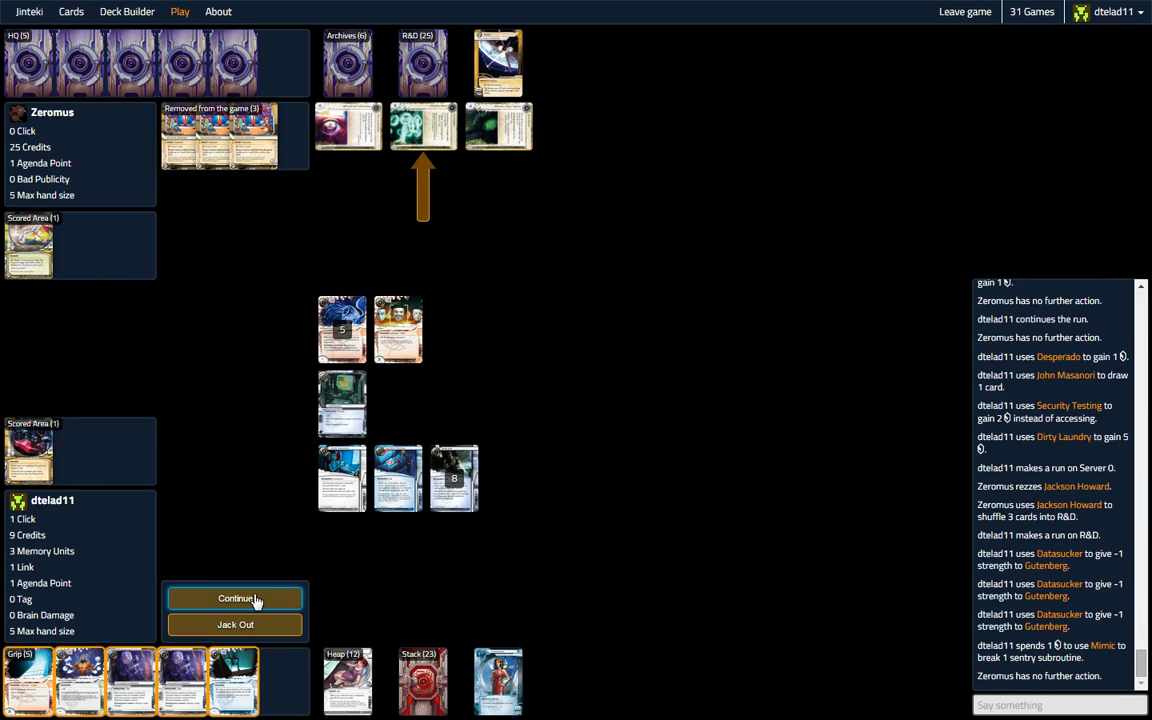 Jinteki
Cards
Deck Builder
Play
About
Leave game
31 Games
dtelad11
HQ (5)
Archives (6)
R&D (25)
Zeromus
0 Click
25 Credits
1 Agenda Point
0 Bad Publicity
5 Max hand size
Removed from the game (3)
Scored Area (1)
5
8
Scored Area (1)
dtelad11
1 Click
9 Credits
3 Memory Units
1 Link
1 Agenda Point
0 Tag
0 Brain Damage
5 Max hand size
Continue
Jack Out
Grip (5)
Heap (12)
Stack (23)
gain 1.
Zeromus has no further action.
dtelad11 continues the run.
Zeromus has no further action.
dtelad11 uses Desperado to gain 1.
dtelad11 uses John Masanori to draw
1 card.
dtelad11 uses Security Testing to
gain 2 instead of accessing.
dtelad11 uses Dirty Laundry to gain 5
.
dtelad11 makes a run on Server 0.
Zeromus rezzes Jackson Howard.
Zeromus uses Jackson Howard to
shuffle 3 cards into R&D.
dtelad11 makes a run on R&D.
dtelad11 uses Datasucker to give -1
strength to Gutenberg.
dtelad11 uses Datasucker to give -1
strength to Gutenberg.
dtelad11 uses Datasucker to give -1
strength to Gutenberg.
dtelad11 spends 1 to use Mimic to
break 1 sentry subroutine.
Zeromus has no further action.
Say something